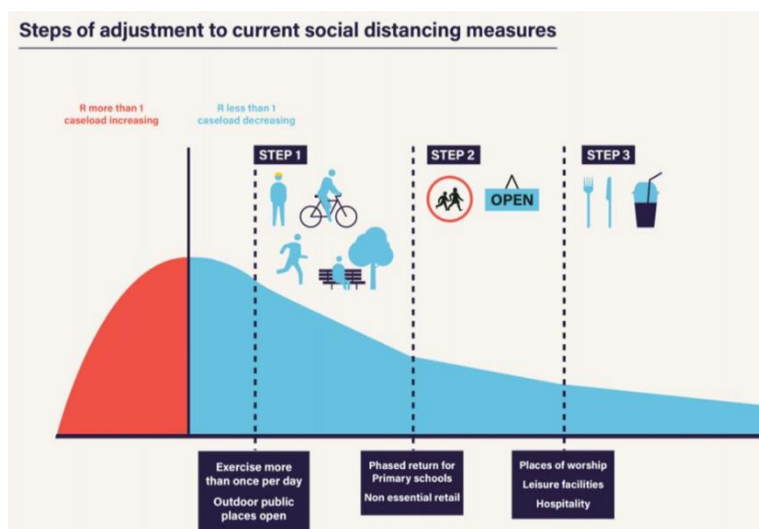 Steps of adjustment to current social distancing measures
R more than 1
caseload increasing
R less than 1
caseload decreasing
STEP 1
STEP 2
STEP 3
OPEN
Exercise more
than once per day
Outdoor public
places open
Phased return for
Primary schools
Non essential retail
Places of worship
Leisure facilities
Hospitality